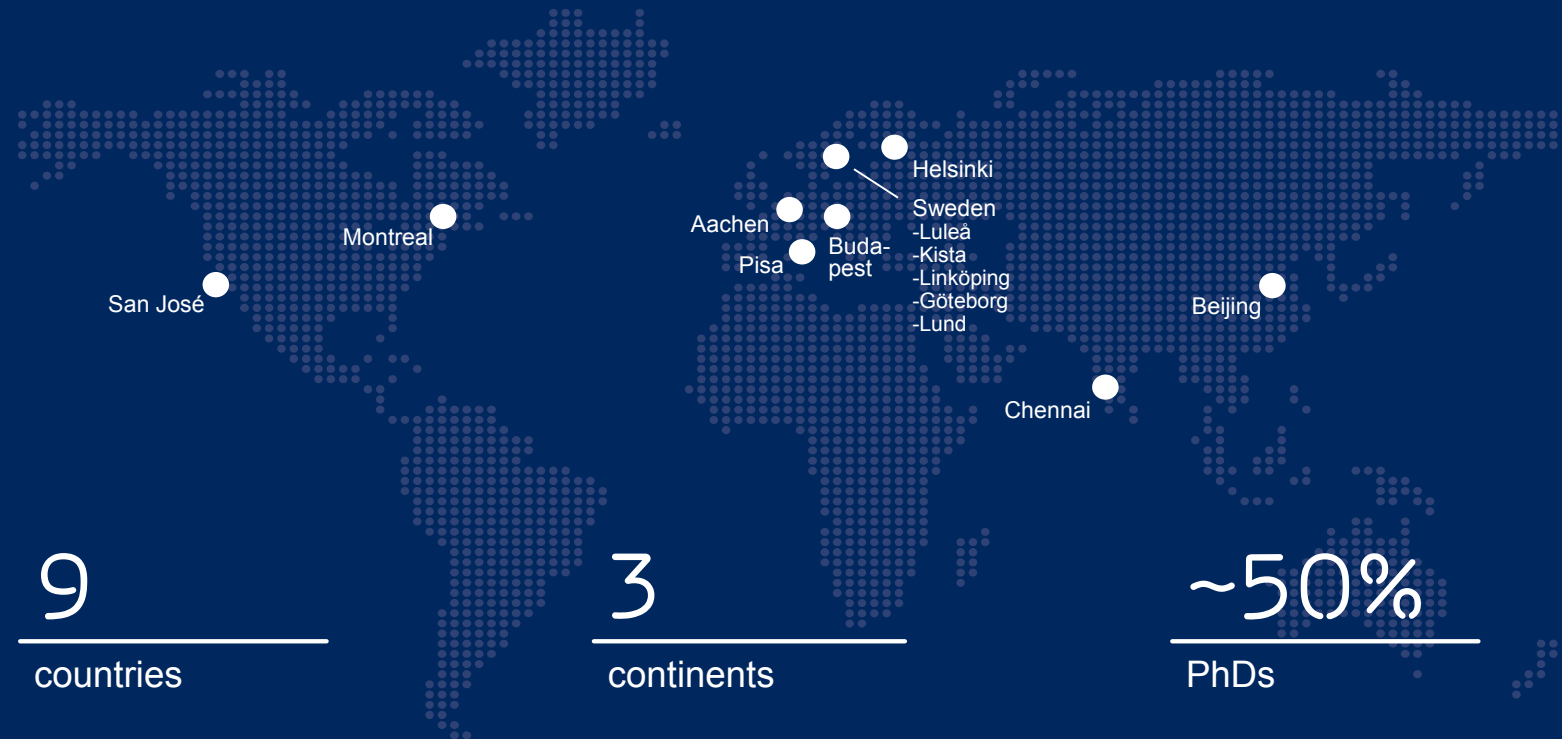 Helsinki
Sweden
-Luleå
-Kista
-Linköping
-Göteborg
-Lund
Aachen
Buda-
pest
Pisa
Montreal
San José
Beijing
Chennai
9
countries
3
continents
~50%
PhDs